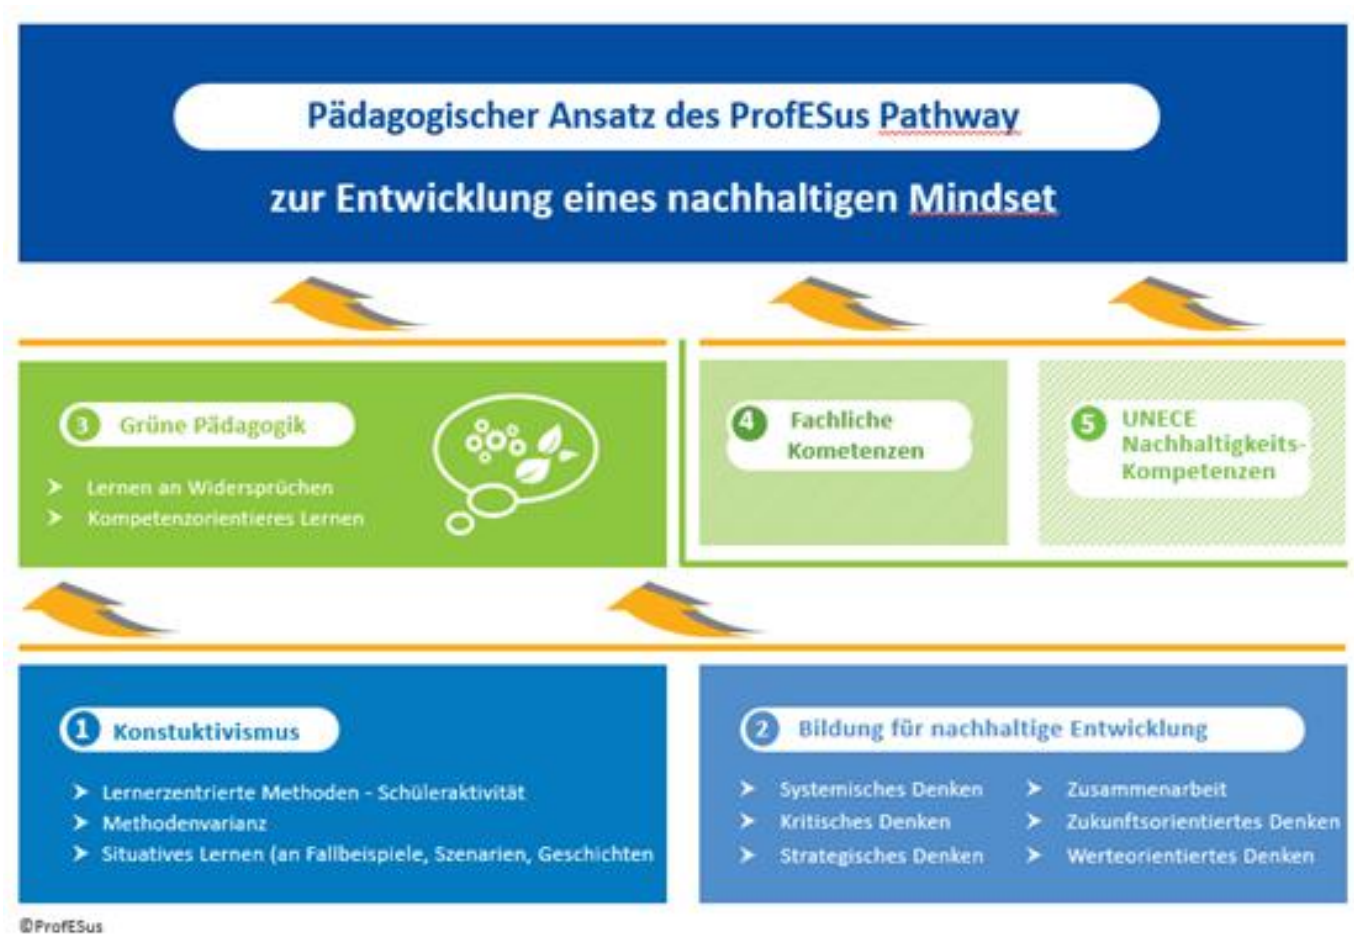 Pädagogischer Ansatz des ProfESus Pathway
zur Entwicklung eines nachhaltigen Mindset
3 Grüne Pädagogik
Lernen an Widersprüchen
Kompetenzorientieres Lernen
4 Fachliche
Kometenzen
5 UNECE
Nachhaltigkeits-
Kompetenzen
1 Konstuktivismus
Lernerzentrierte Methoden - Schüleraktivität
Methodenvarianz
Situatives Lernen (an Fallbeispiele, Szenarien, Geschichten
2 Bildung für nachhaltige Entwicklung
Systemisches Denken
Kritisches Denken
Strategisches Denken
Zusammenarbeit
Zukunftsorientiertes Denken
Werteorientiertes Denken
©ProfESus